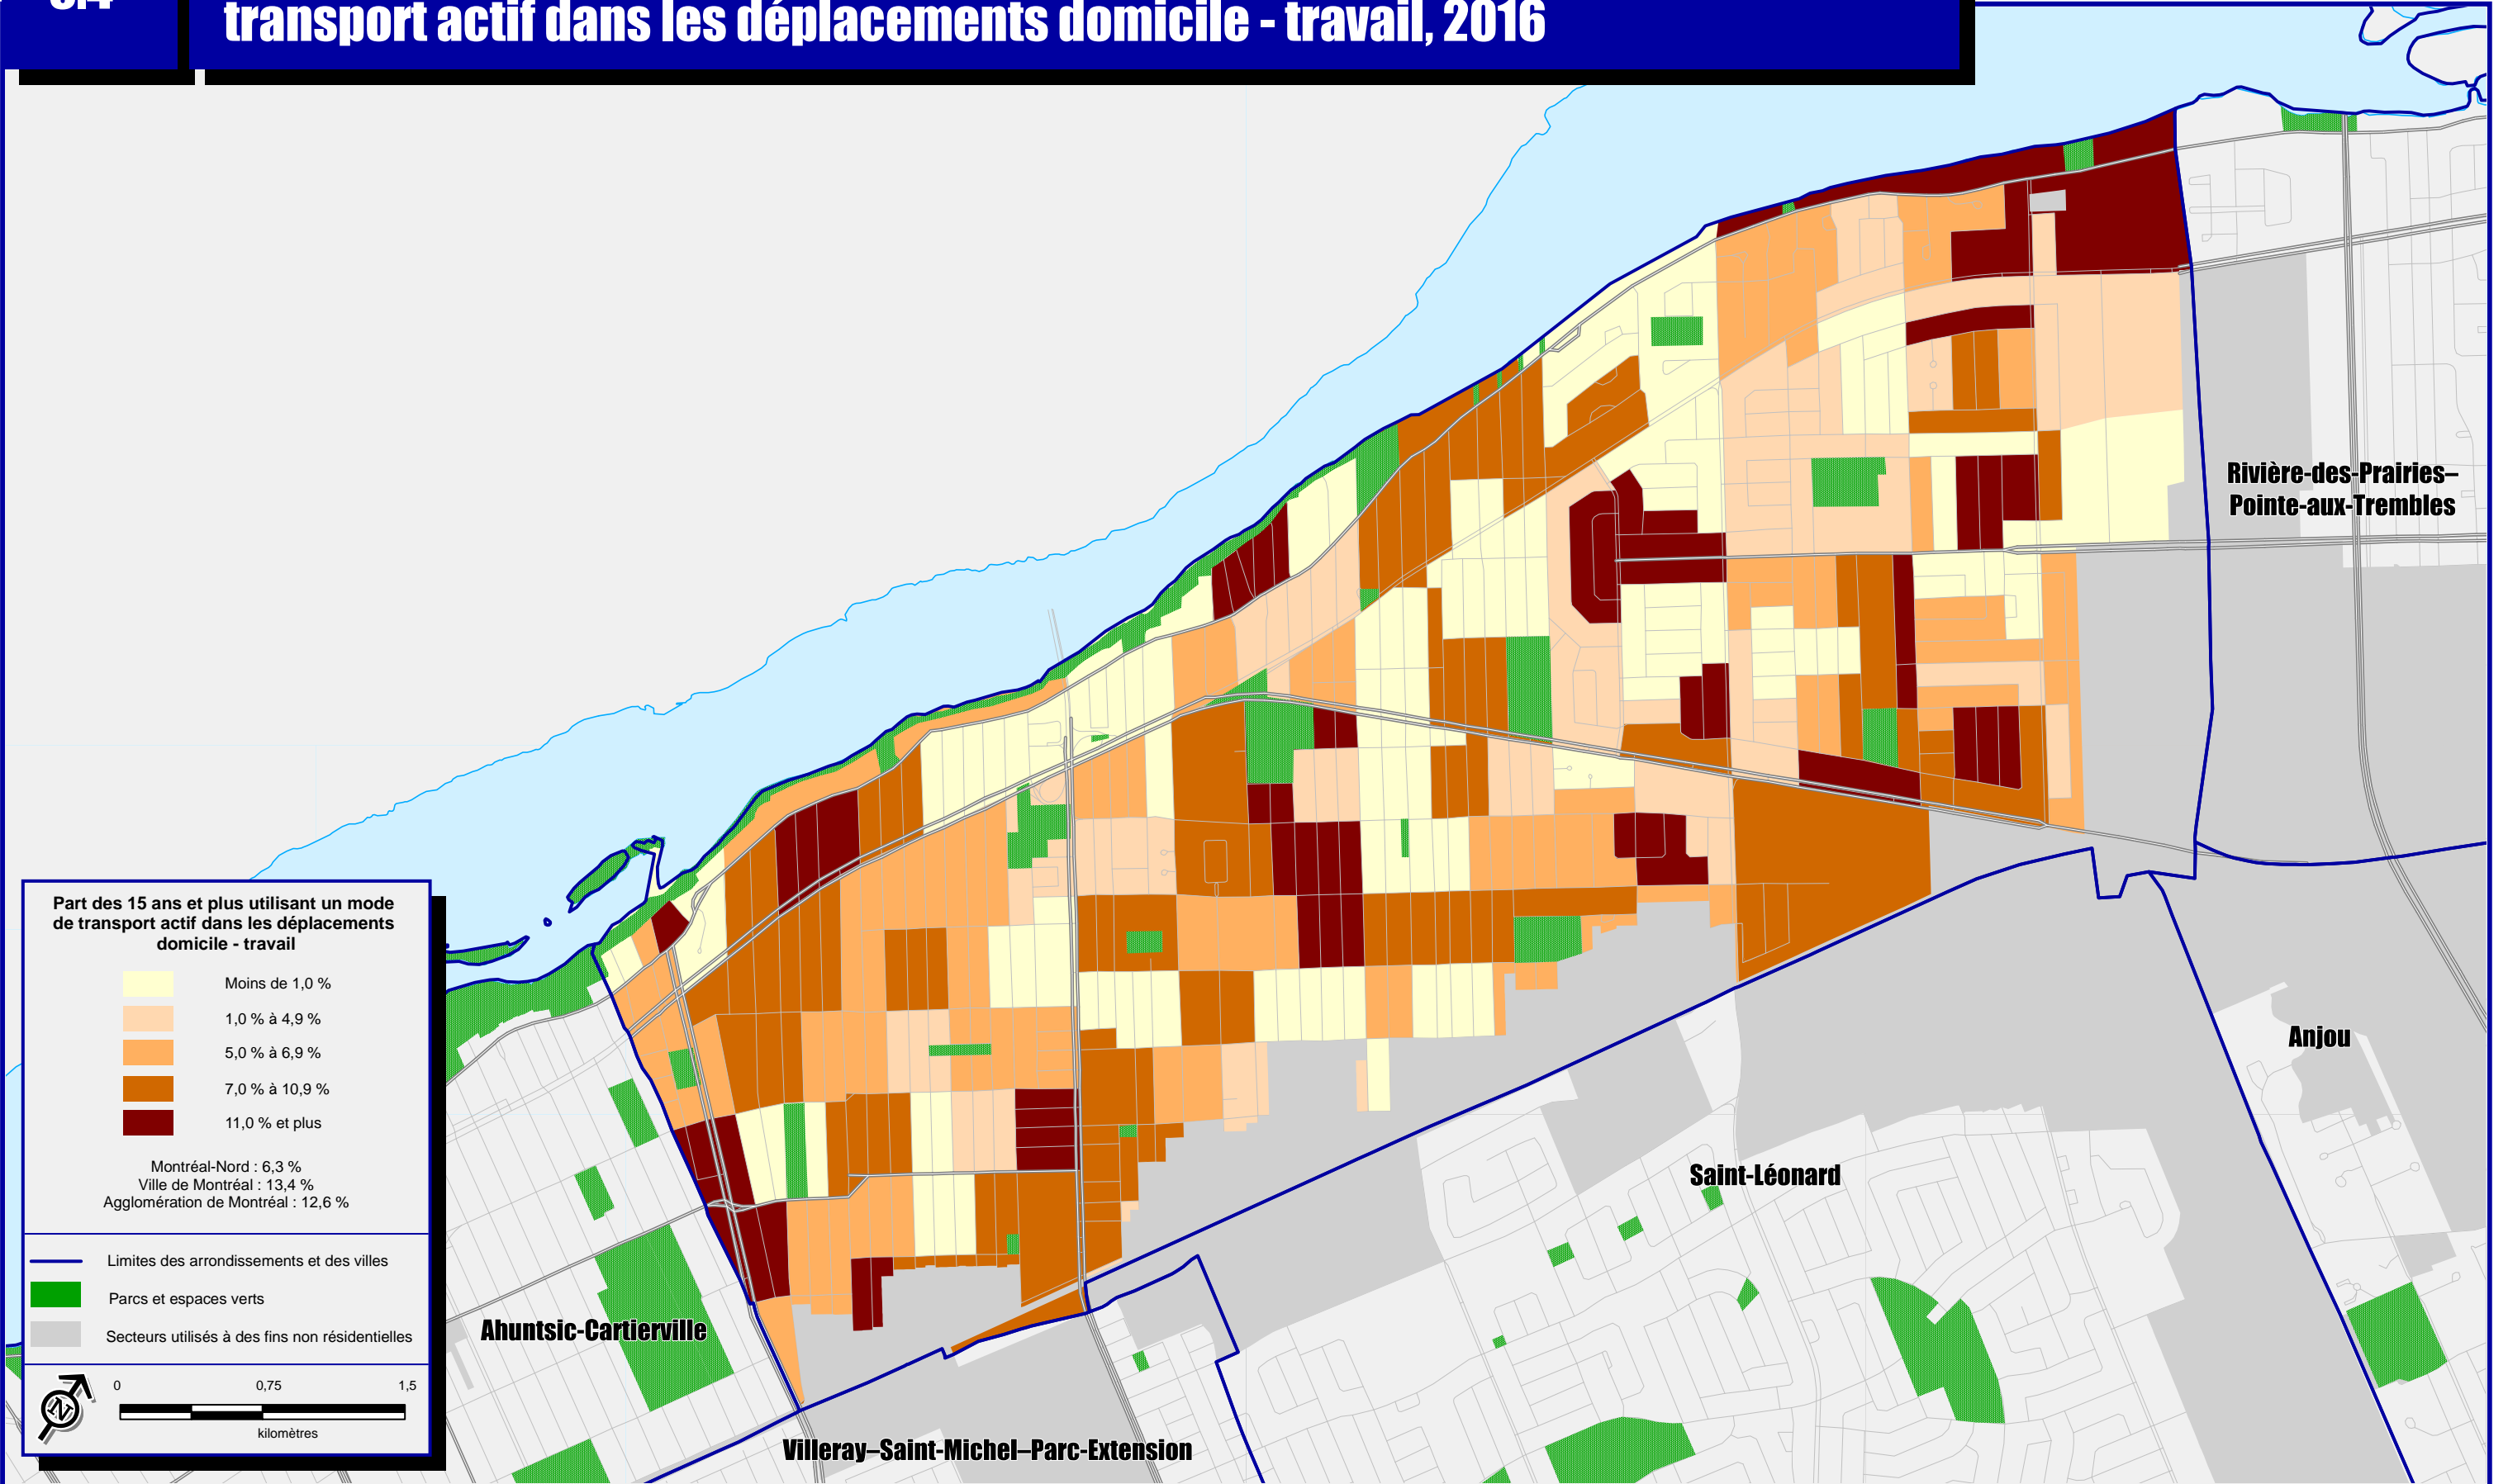 transport actif dans les déplacements domicile - travail, 2016
Rivière-des-Prairies–
Pointe-aux-Trembles
Anjou
Saint-Léonard
Ahuntsic-Cartierville
Villeray–Saint-Michel–Parc-Extension
Part des 15 ans et plus utilisant un mode
de transport actif dans les déplacements
domicile - travail
Moins de 1,0 %
1,0 % à 4,9 %
5,0 % à 6,9 %
7,0 % à 10,9 %
11,0 % et plus
Montréal-Nord : 6,3 %
Ville de Montréal : 13,4 %
Agglomération de Montréal : 12,6 %
Limites des arrondissements et des villes
Parcs et espaces verts
Secteurs utilisés à des fins non résidentielles
N
0 0,75 1,5
kilomètres